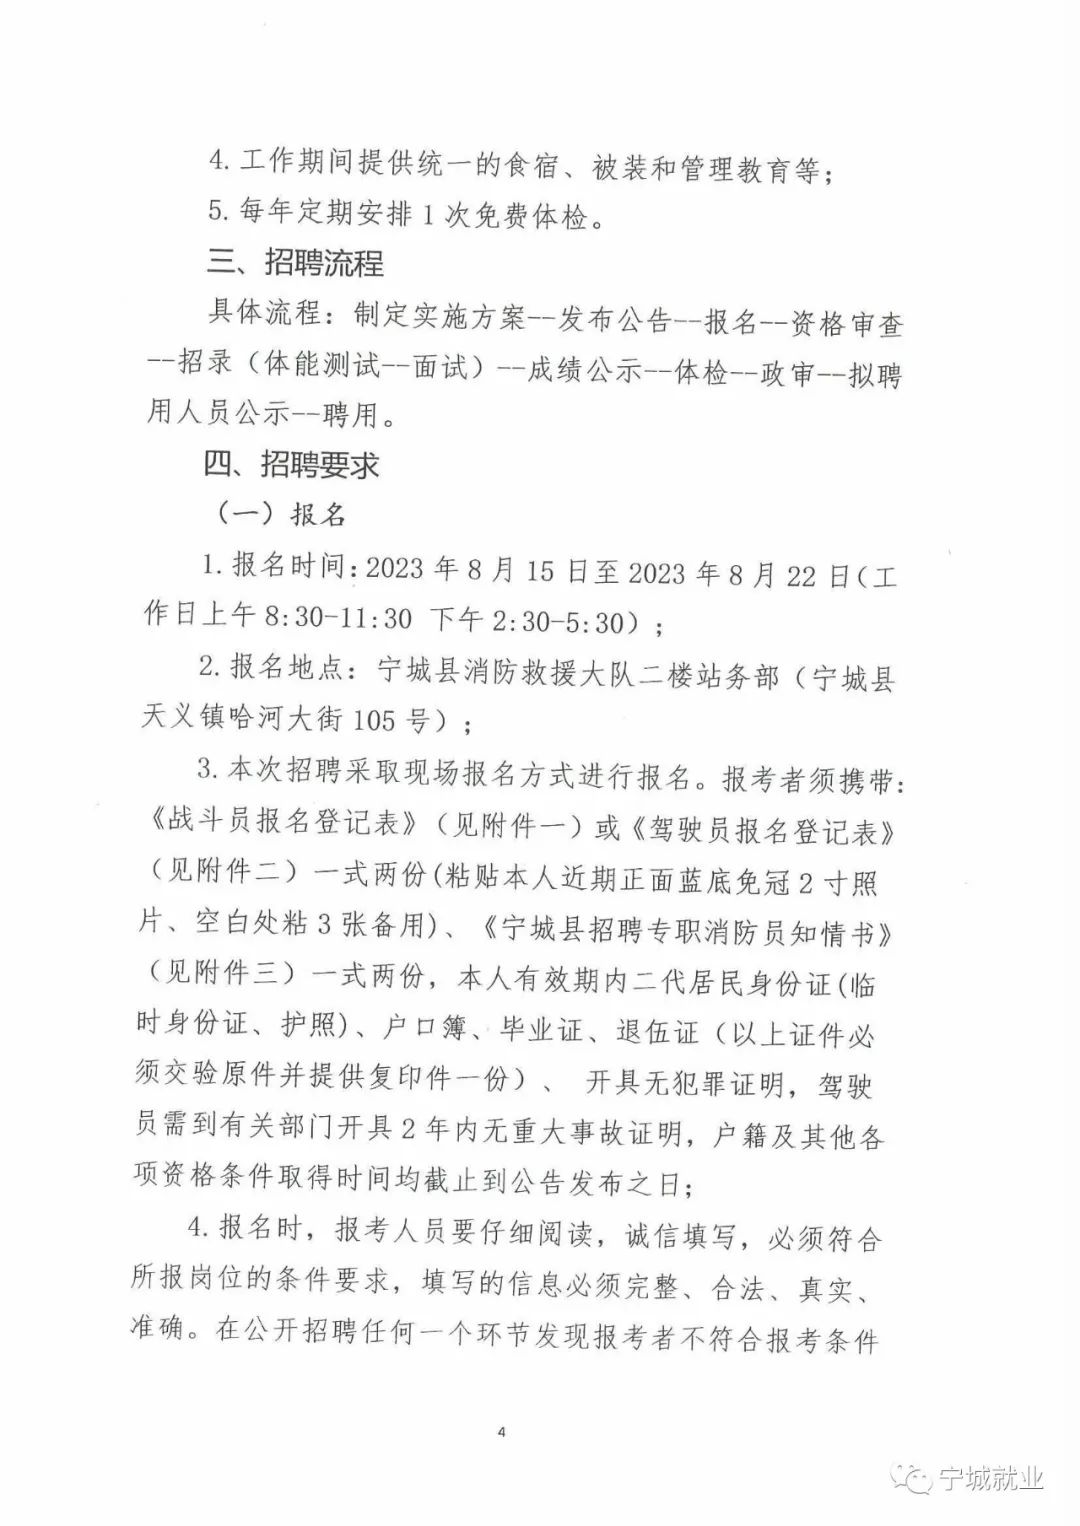 4.工作期间提供统一的食宿、被装和管理教育等；
5.每年定期安排1次免费体检。
三、招聘流程
具体流程：制定实施方案--发布公告--报名--资格审查
--招录（体能测试--面试）--成绩公示--体检--政审--拟聘
用人员公示--聘用。
四、招聘要求
（一）报名
1.报名时间：2023年8月15日至2023年8月22日（工
作日上午8:30-11:30 下午2:30-5:30）；
2.报名地点：宁城县消防救援大队二楼站务部（宁城县
天义镇哈河大街105号）；
3.本次招聘采取现场报名方式进行报名。报考者须携带：
《战斗员报名登记表》（见附件一）或《驾驶员报名登记表》
（见附件二）一式两份(粘贴本人近期正面蓝底免冠2寸照
片、空白处粘3张备用)、《宁城县招聘专职消防员知情书》
（见附件三）一式两份，本人有效期内二代居民身份证(临
时身份证、护照)、户口簿、毕业证、退伍证（以上证件必
须交验原件并提供复印件一份）、 开具无犯罪证明，驾驶
员需到有关部门开具2年内无重大事故证明，户籍及其他各
项资格条件取得时间均截止到公告发布之日；
4.报名时，报考人员要仔细阅读，诚信填写，必须符合
所报岗位的条件要求，填写的信息必须完整、合法、真实、
准确。在公开招聘任何一个环节发现报考者不符合报考条件
4
宁城就业